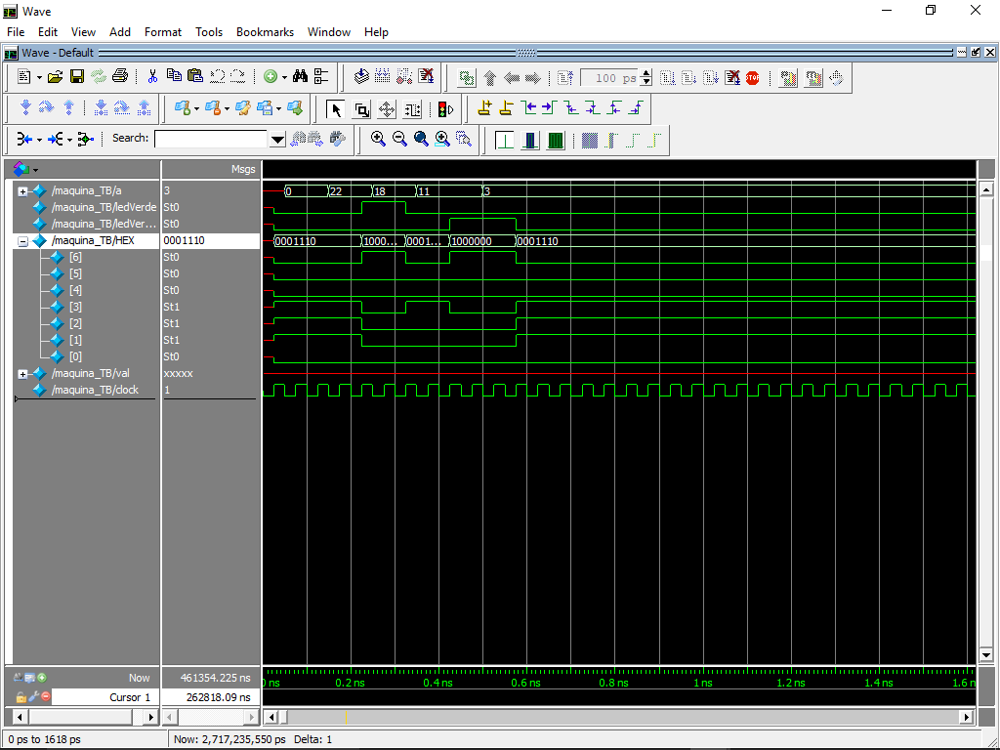 Wave
File Edit View Add Format Tools Bookmarks Window Help
Wave - Default
100 ps
STOP
Search:
Msgs
/maquina_TB/a 3 0 22 18 11 3
/maquina_TB/ledVerde St0
/maquina_TB/ledVer... St0
/maquina_TB/HEX 0001110 0001110 1000... 0001... 1000000 0001110
[6] St0
[5] St0
[4] St0
[3] St1
[2] St1
[1] St1
[0] St0
/maquina_TB/val xxxxx
/maquina_TB/clock 1
Now 461354.225 ns ns 0.2 ns 0.4 ns 0.6 ns 0.8 ns 1 ns 1.2 ns 1.4 ns 1.6 n
Cursor 1 262818.09 ns
0 ps to 1618 ps Now: 2,717,235,550 ps Delta: 1